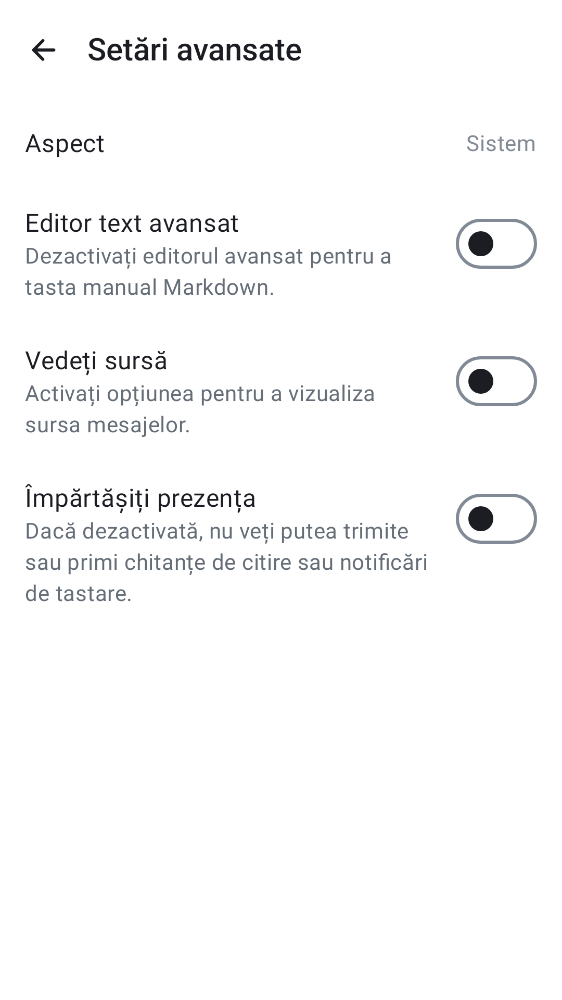 Setări avansate
Aspect
Sistem
Editor text avansat
Dezactivați editorul avansat pentru a
tasta manual Markdown.
Vedeți sursă
Activați opțiunea pentru a vizualiza
sursa mesajelor.
Împărtășiți prezența
Dacă dezactivată, nu veți putea trimite
sau primi chitanțe de citire sau notificări
de tastare.